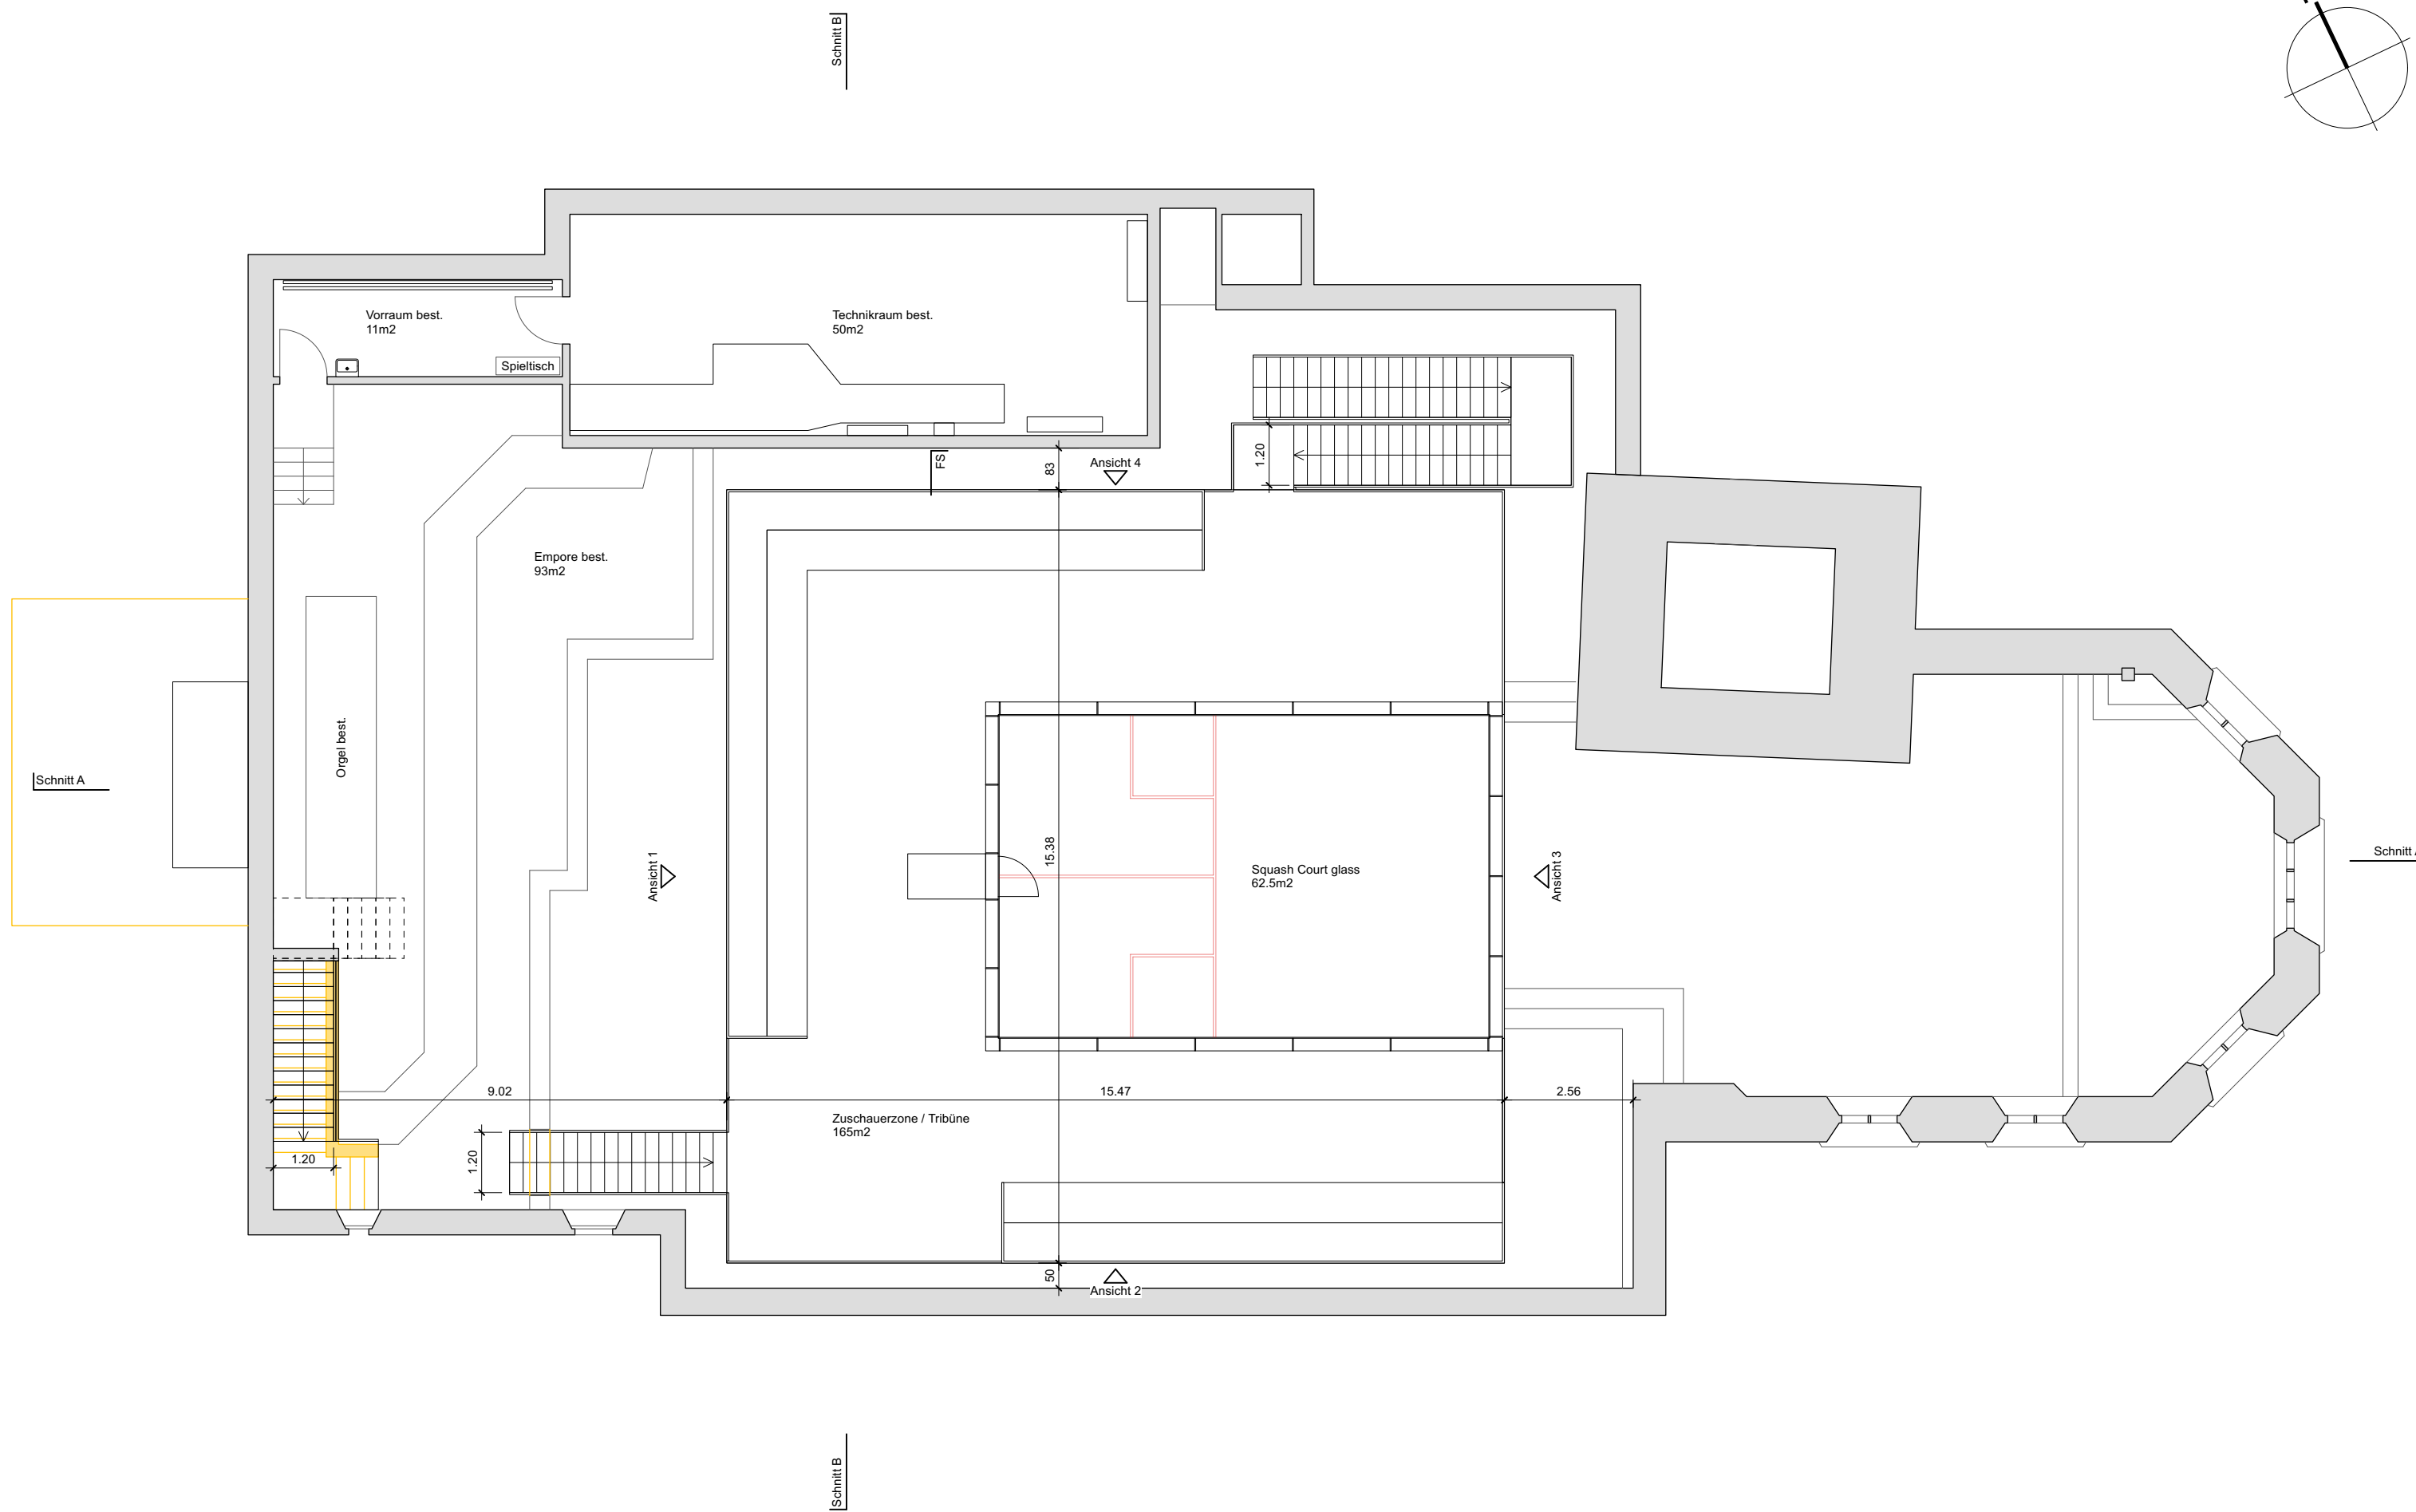 Schnitt B
Vorraum best.
11m2
Technikraum best.
50m2
Spieltisch
FS
83
Ansicht 4
1.20
Empore best.
93m2
Orgel best.
Schnitt A
Ansicht 1
15.38
Squash Court glass
62.5m2
Ansicht 3
Schnitt
9.02
15.47
2.56
Zuschauerzone / Tribüne
165m2
1.20
1.20
50
Ansicht 2
Schnitt B